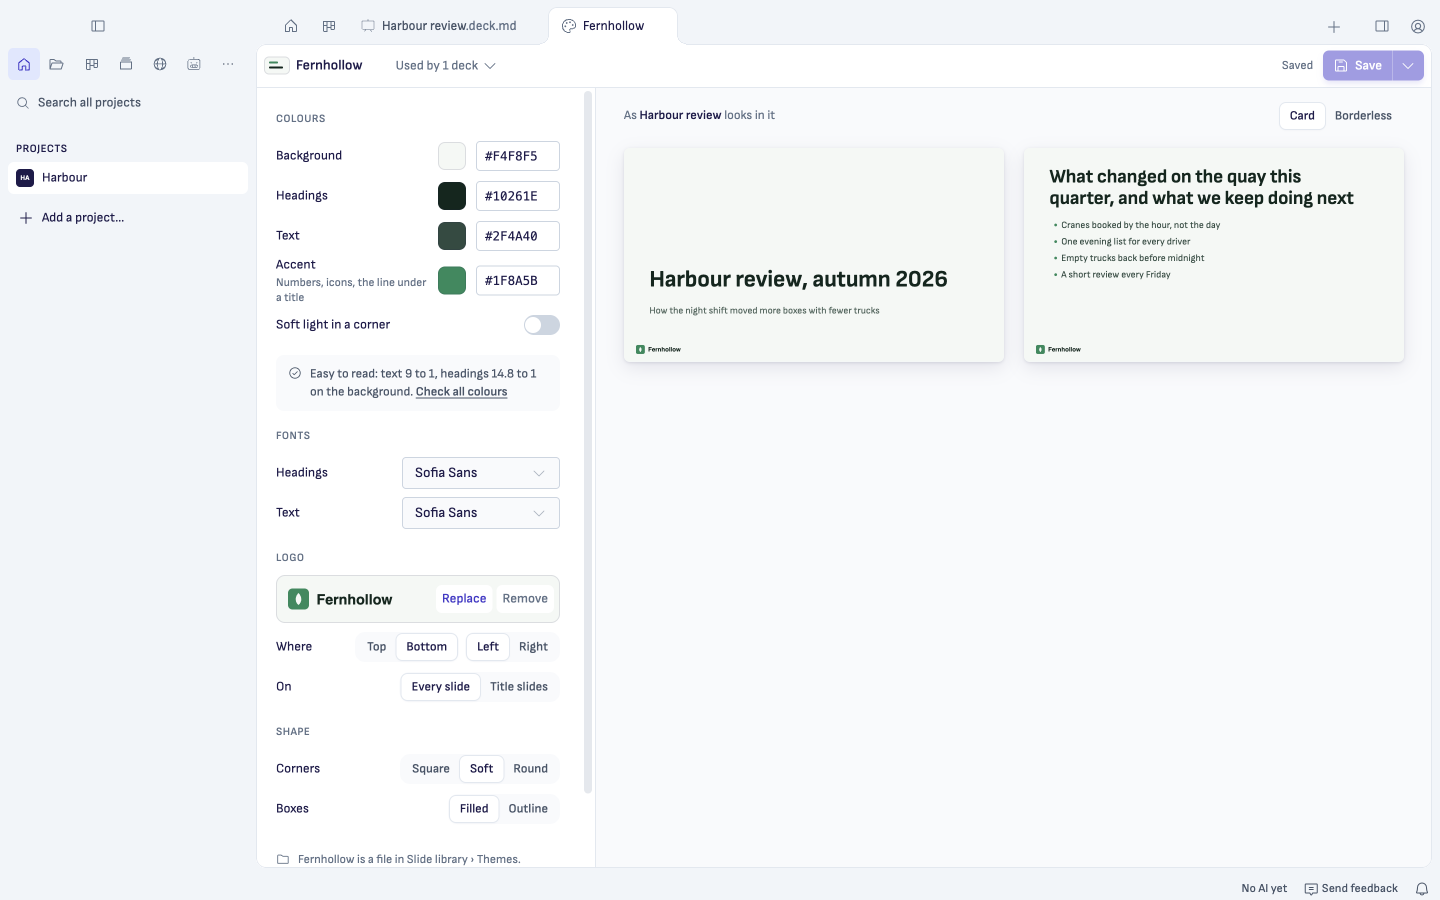 Harbour review.deck.md
Fernhollow
Fernhollow
Used by 1 deck
Saved
Save
Search all projects
PROJECTS
HA
Harbour
Add a project...
COLOURS
Background
#F4F8F5
Headings
#10261E
Text
#2F4A40
Accent
#1F8A5B
Numbers, icons, the line under
a title
Soft light in a corner
Easy to read: text 9 to 1, headings 14.8 to 1
on the background. Check all colours
FONTS
Headings
Sofia Sans
Text
Sofia Sans
LOGO
Fernhollow
Replace
Remove
Where
Top
Bottom
Left
Right
On
Every slide
Title slides
SHAPE
Corners
Square
Soft
Round
Boxes
Filled
Outline
Fernhollow is a file in Slide library › Themes.
As Harbour review looks in it
Card
Borderless
Harbour review, autumn 2026
How the night shift moved more boxes with fewer trucks
Fernhollow
What changed on the quay this
quarter, and what we keep doing next
• Cranes booked by the hour, not the day
• One evening list for every driver
• Empty trucks back before midnight
• A short review every Friday
Fernhollow
No AI yet
Send feedback